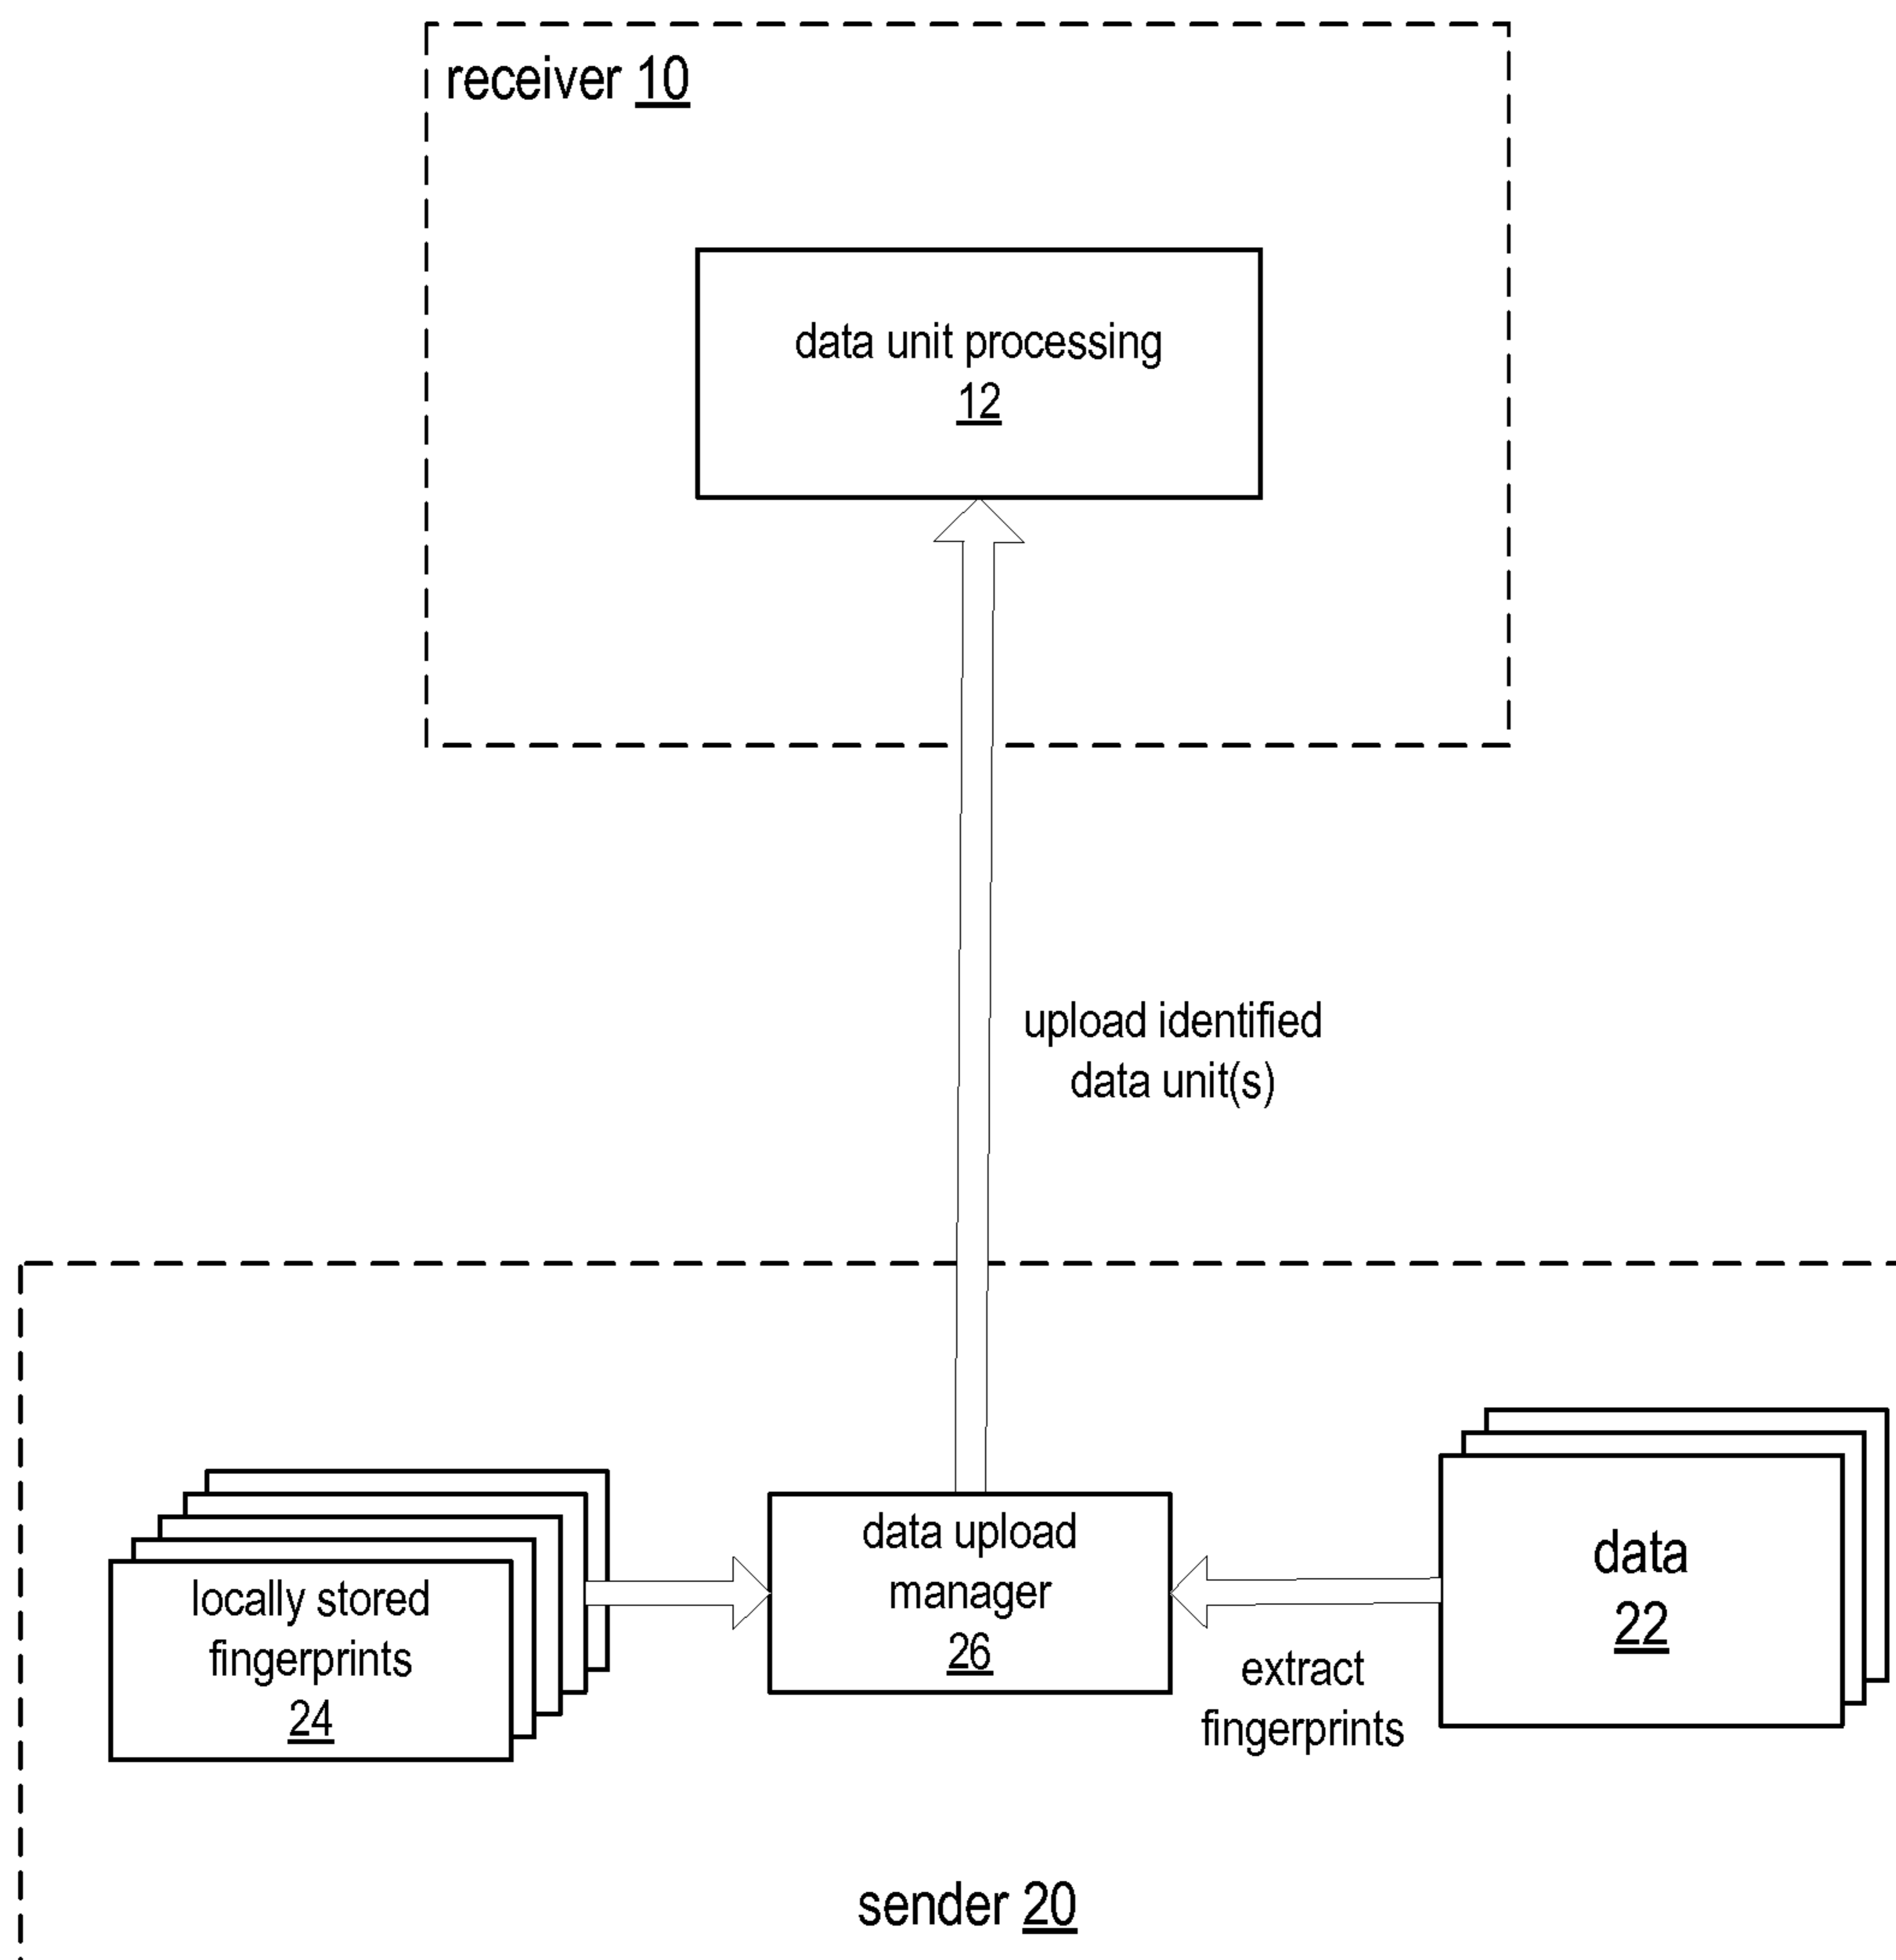 receiver 10
data unit processing
12
upload identified
data unit(s)
locally stored
fingerprints
24
data upload
manager
26
extract
fingerprints
data
22
sender 20